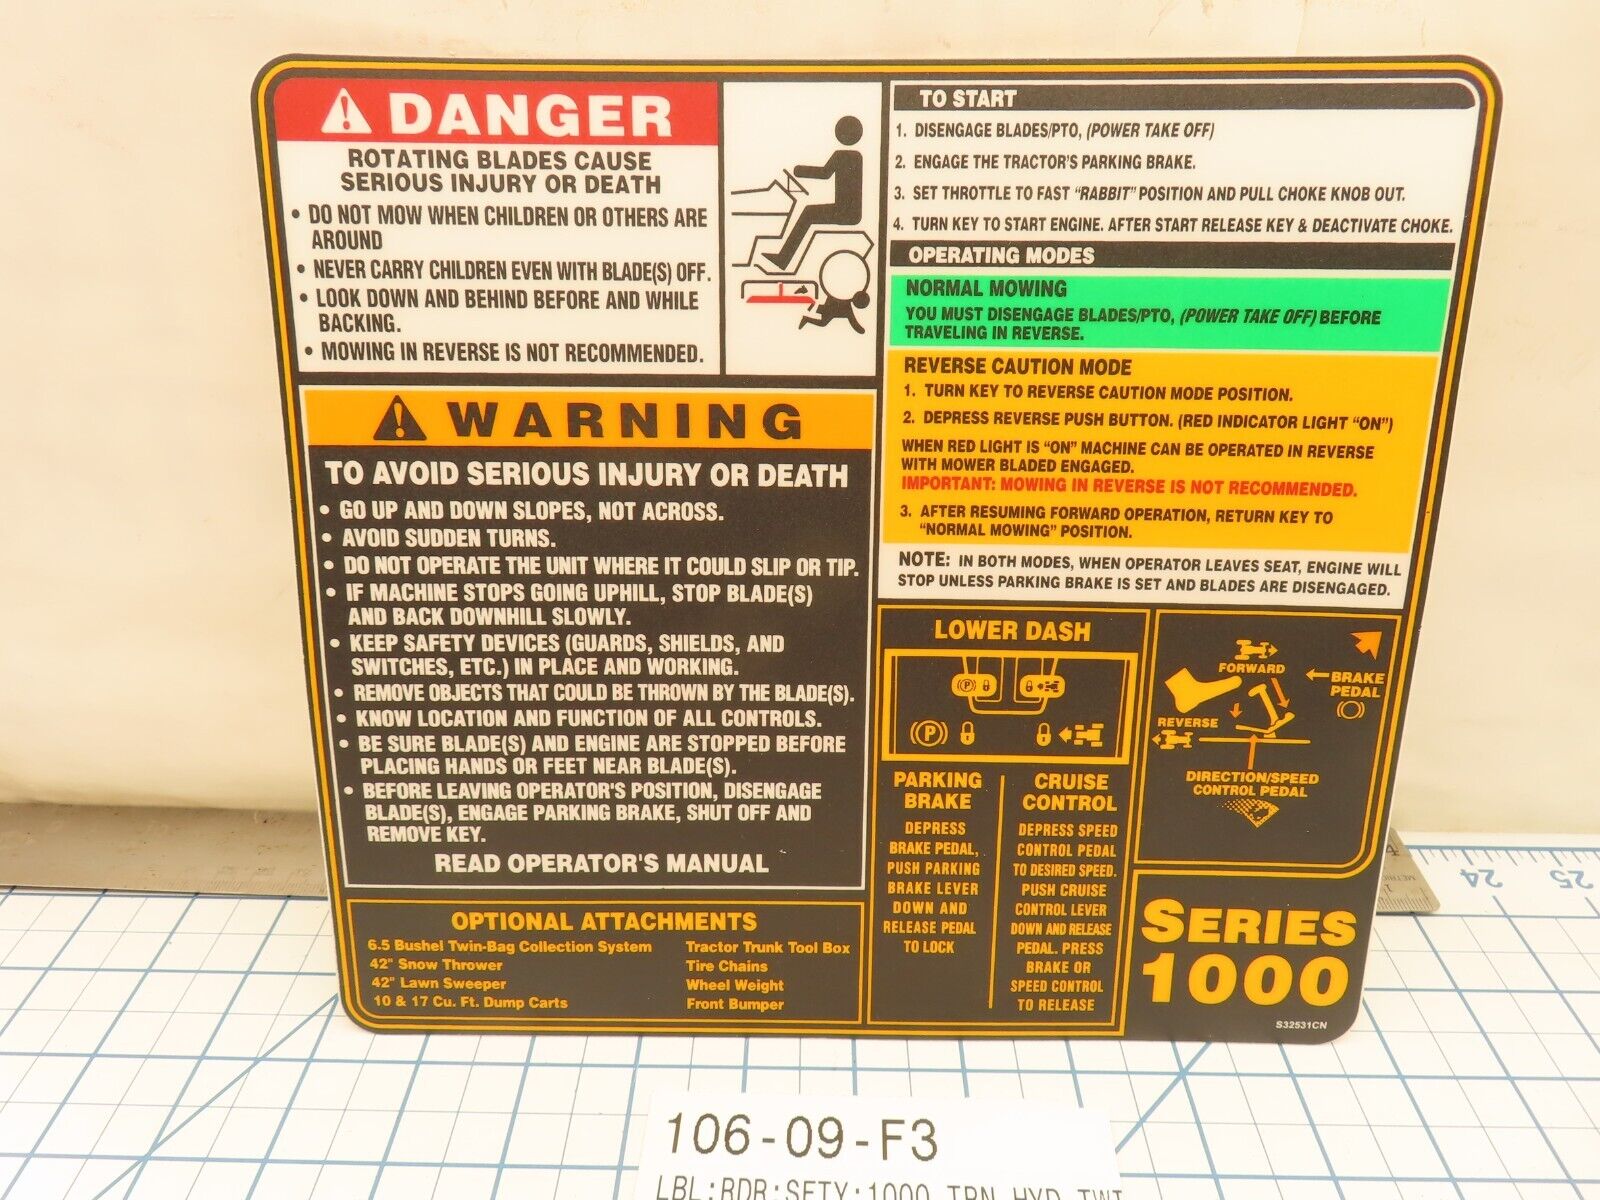 DANGER
ROTATING BLADES CAUSE
SERIOUS INJURY OR DEATH
• DO NOT MOW WHEN CHILDREN OR OTHERS ARE
AROUND
• NEVER CARRY CHILDREN EVEN WITH BLADE(S) OFF.
• LOOK DOWN AND BEHIND BEFORE AND WHILE
BACKING.
• MOWING IN REVERSE IS NOT RECOMMENDED.
WARNING
TO AVOID SERIOUS INJURY OR DEATH
• GO UP AND DOWN SLOPES, NOT ACROSS.
• AVOID SUDDEN TURNS.
• DO NOT OPERATE THE UNIT WHERE IT COULD SLIP OR TIP.
• IF MACHINE STOPS GOING UPHILL, STOP BLADE(S)
AND BACK DOWNHILL SLOWLY.
• KEEP SAFETY DEVICES (GUARDS, SHIELDS, AND
SWITCHES, ETC.) IN PLACE AND WORKING.
• REMOVE OBJECTS THAT COULD BE THROWN BY THE BLADE(S).
• KNOW LOCATION AND FUNCTION OF ALL CONTROLS.
• BE SURE BLADE(S) AND ENGINE ARE STOPPED BEFORE
PLACING HANDS OR FEET NEAR BLADE(S).
• BEFORE LEAVING OPERATOR'S POSITION, DISENGAGE
BLADE(S), ENGAGE PARKING BRAKE, SHUT OFF AND
REMOVE KEY.
READ OPERATOR'S MANUAL
OPTIONAL ATTACHMENTS
6.5 Bushel Twin-Bag Collection System
42" Snow Thrower
42" Lawn Sweeper
10 & 17 Cu. Ft. Dump Carts
Tractor Trunk Tool Box
Tire Chains
Wheel Weight
Front Bumper
TO START
1. DISENGAGE BLADES/PTO, (POWER TAKE OFF)
2. ENGAGE THE TRACTOR'S PARKING BRAKE.
3. SET THROTTLE TO FAST "RABBIT" POSITION AND PULL CHOKE KNOB OUT.
4. TURN KEY TO START ENGINE. AFTER START RELEASE KEY & DEACTIVATE CHOKE.
OPERATING MODES
NORMAL MOWING
YOU MUST DISENGAGE BLADES/PTO, (POWER TAKE OFF) BEFORE
TRAVELING IN REVERSE.
REVERSE CAUTION MODE
1. TURN KEY TO REVERSE CAUTION MODE POSITION.
2. DEPRESS REVERSE PUSH BUTTON. (RED INDICATOR LIGHT "ON")
WHEN RED LIGHT IS "ON" MACHINE CAN BE OPERATED IN REVERSE
WITH MOWER BLADED ENGAGED.
IMPORTANT: MOWING IN REVERSE IS NOT RECOMMENDED.
3. AFTER RESUMING FORWARD OPERATION, RETURN KEY TO
"NORMAL MOWING" POSITION.
NOTE: IN BOTH MODES, WHEN OPERATOR LEAVES SEAT, ENGINE WILL
STOP UNLESS PARKING BRAKE IS SET AND BLADES ARE DISENGAGED.
LOWER DASH
P
P
PARKING
BRAKE
DEPRESS
BRAKE PEDAL,
PUSH PARKING
BRAKE LEVER
DOWN AND
RELEASE PEDAL
TO LOCK
CRUISE
CONTROL
DEPRESS SPEED
CONTROL PEDAL
TO DESIRED SPEED.
PUSH CRUISE
CONTROL LEVER
DOWN AND RELEASE
PEDAL. PRESS
BRAKE OR
SPEED CONTROL
TO RELEASE
FORWARD
BRAKE
PEDAL
REVERSE
DIRECTION/SPEED
CONTROL PEDAL
SERIES
1000
S32531CN
24
25
106-09-F3
LBL;RDR;SFTY;1000